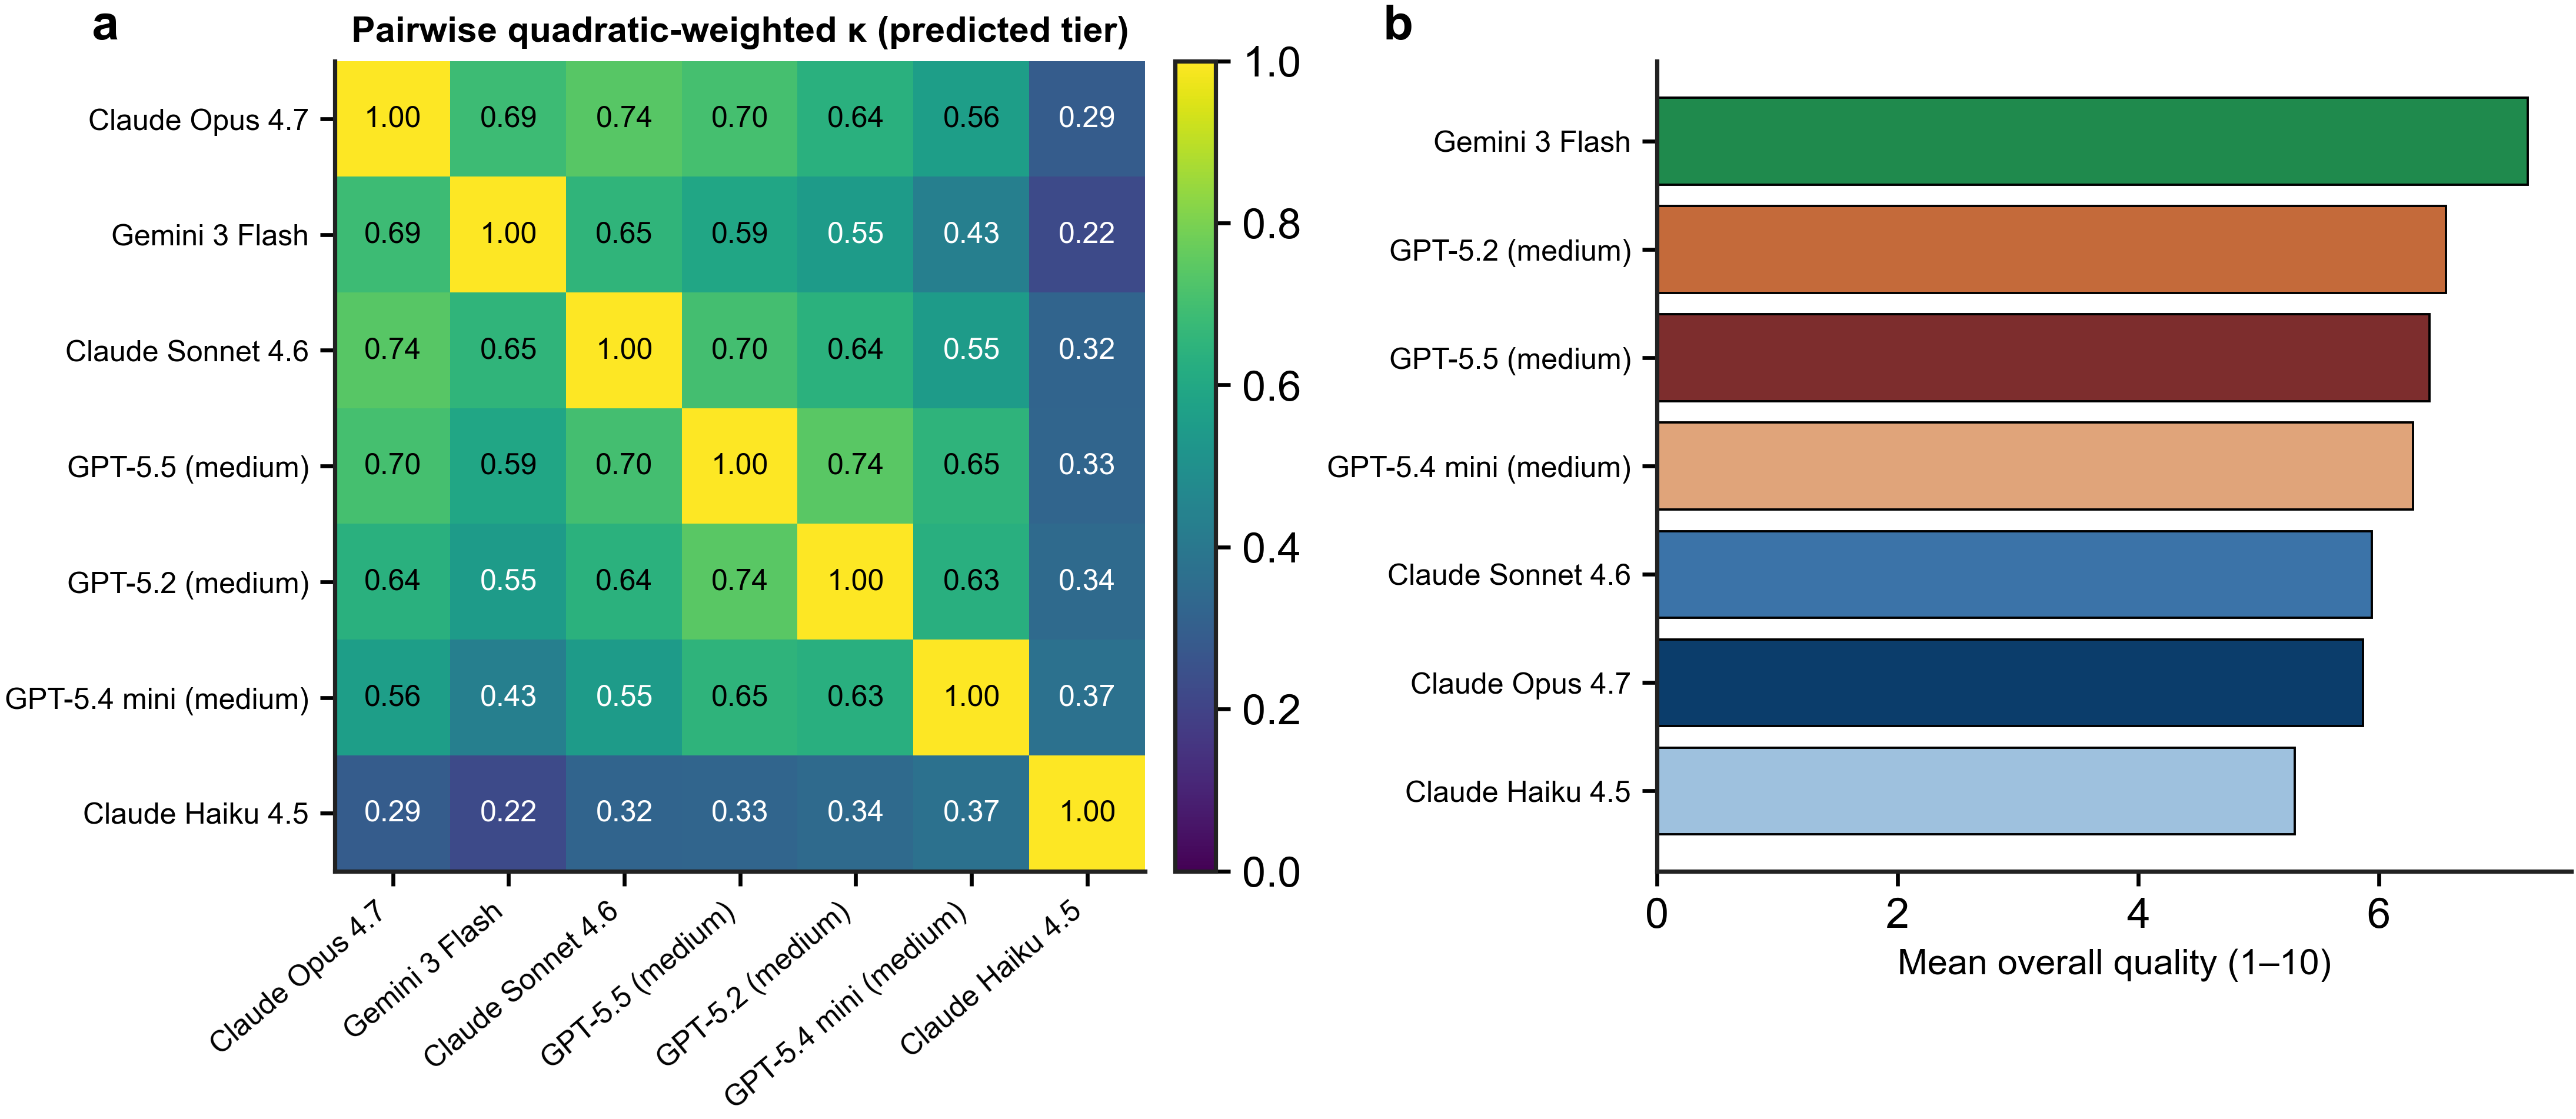 a
Pairwise quadratic-weighted κ (predicted tier)
Claude Opus 4.7 1.00 0.69 0.74 0.70 0.64 0.56 0.29
Gemini 3 Flash 0.69 1.00 0.65 0.59 0.55 0.43 0.22
Claude Sonnet 4.6 0.74 0.65 1.00 0.70 0.64 0.55 0.32
GPT-5.5 (medium) 0.70 0.59 0.70 1.00 0.74 0.65 0.33
GPT-5.2 (medium) 0.64 0.55 0.64 0.74 1.00 0.63 0.34
GPT-5.4 mini (medium) 0.56 0.43 0.55 0.65 0.63 1.00 0.37
Claude Haiku 4.5 0.29 0.22 0.32 0.33 0.34 0.37 1.00
Claude Opus 4.7
Gemini 3 Flash
Claude Sonnet 4.6
GPT-5.5 (medium)
GPT-5.2 (medium)
GPT-5.4 mini (medium)
Claude Haiku 4.5
1.0
0.8
0.6
0.4
0.2
0.0
b
Gemini 3 Flash
GPT-5.2 (medium)
GPT-5.5 (medium)
GPT-5.4 mini (medium)
Claude Sonnet 4.6
Claude Opus 4.7
Claude Haiku 4.5
0 2 4 6
Mean overall quality (1–10)